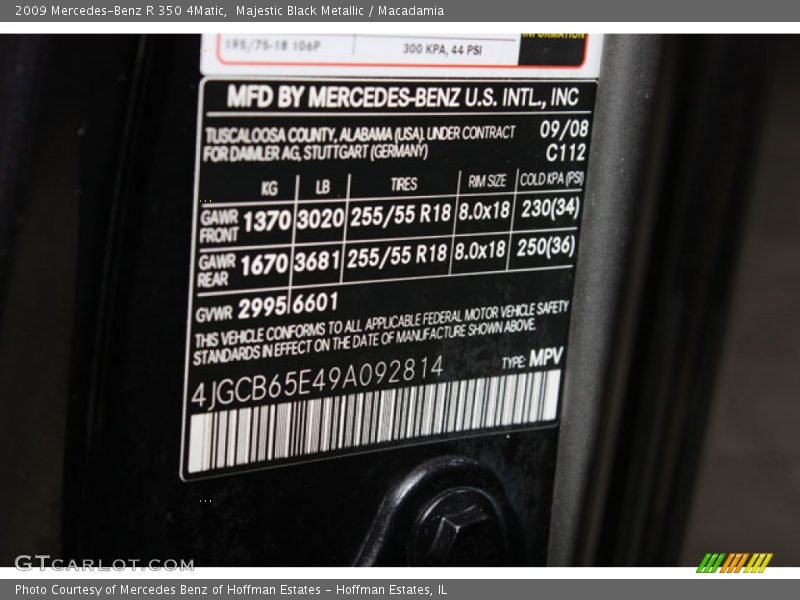 2009 Mercedes-Benz R 350 4Matic,  Majestic Black Metallic / Macadamia
195/75-18 106P 300 KPA, 44 PSI INFORMATION
MFD BY MERCEDES-BENZ U.S. INTL., INC
TUSCALOOSA COUNTY, ALABAMA (USA). UNDER CONTRACT 09/08
FOR DAIMLER AG, STUTTGART (GERMANY) C112
KG LB TIRES RIM SIZE COLD KPA (PSI)
GAWR FRONT 1370 3020 255/55 R18 8.0x18 230(34)
GAWR REAR 1670 3681 255/55 R18 8.0x18 250(36)
GVWR 2995 6601
THIS VEHICLE CONFORMS TO ALL APPLICABLE FEDERAL MOTOR VEHICLE SAFETY
STANDARDS IN EFFECT ON THE DATE OF MANUFACTURE SHOWN ABOVE.
4JGCB65E49A092814 TYPE: MPV
GTCARLOT.COM
Photo Courtesy of Mercedes Benz of Hoffman Estates - Hoffman Estates, IL